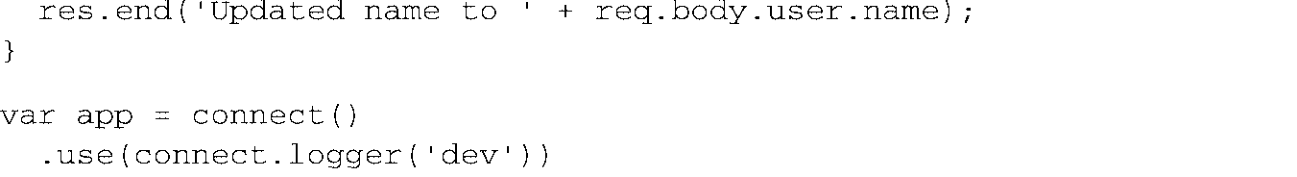 res.end('Updated name to ' + req.body.user.name);
}
var app = connect()
  .use(connect.logger('dev'))